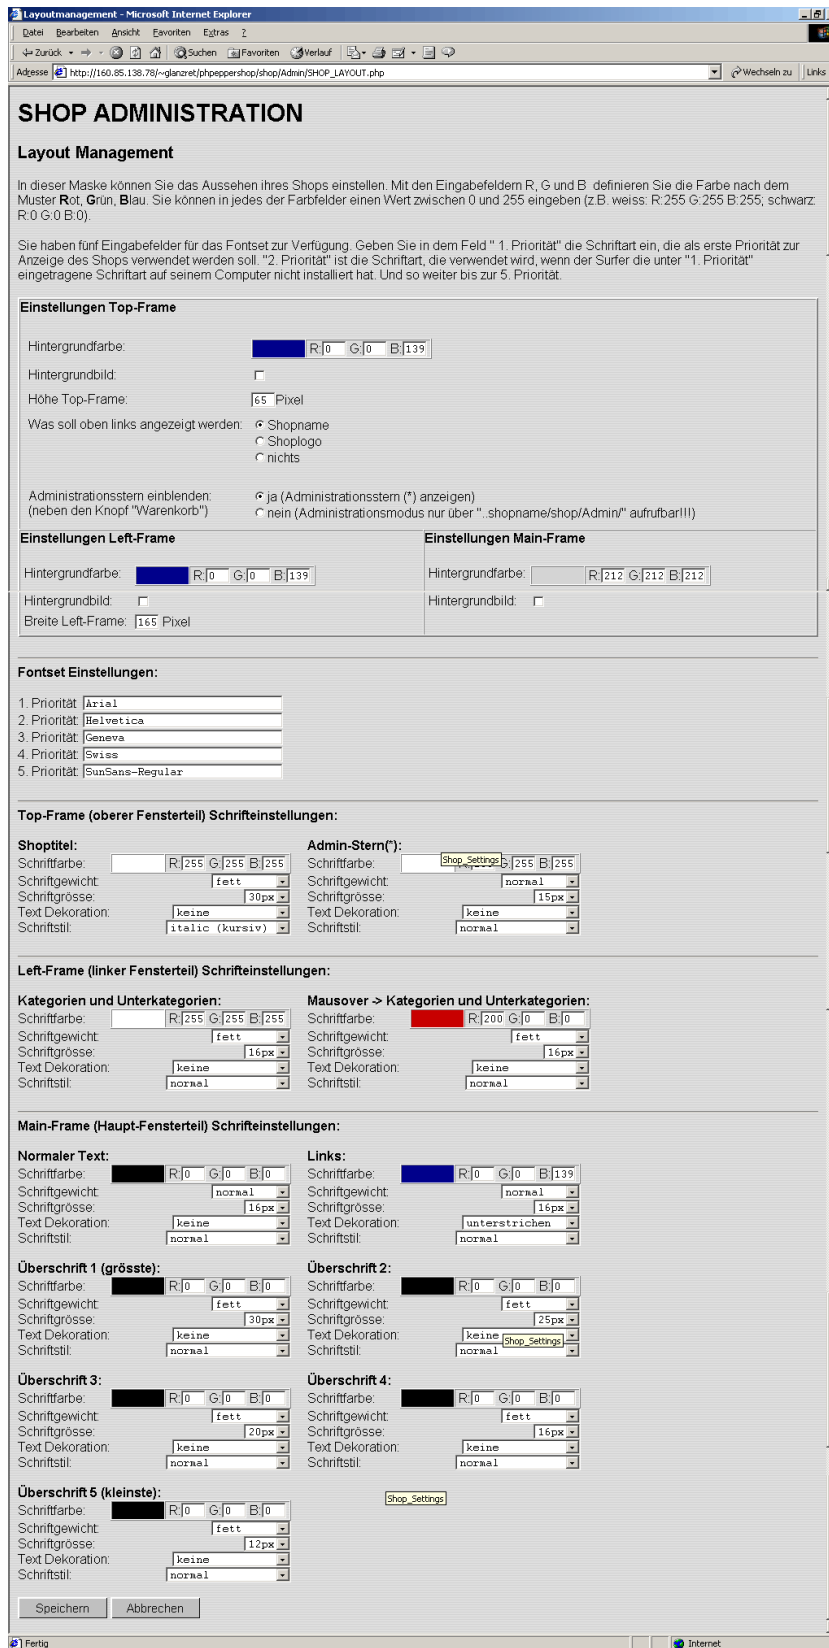 Layoutmanagement - Microsoft Internet Explorer
Datei Bearbeiten Ansicht Favoriten Extras ?
Zurück Suchen Favoriten Verlauf
Adresse http://160.85.138.78/~glanzret/phpeppershop/shop/Admin/SHOP_LAYOUT.php Wechseln zu Links
SHOP ADMINISTRATION
Layout Management
In dieser Maske können Sie das Aussehen ihres Shops einstellen. Mit den Eingabefeldern R, G und B definieren Sie die Farbe nach dem
Muster Rot, Grün, Blau. Sie können in jedes der Farbfelder einen Wert zwischen 0 und 255 eingeben (z.B. weiss: R:255 G:255 B:255; schwarz:
R:0 G:0 B:0).
Sie haben fünf Eingabefelder für das Fontset zur Verfügung. Geben Sie in dem Feld " 1. Priorität" die Schriftart ein, die als erste Priorität zur
Anzeige des Shops verwendet werden soll. "2. Priorität" ist die Schriftart, die verwendet wird, wenn der Surfer die unter "1. Priorität"
eingetragene Schriftart auf seinem Computer nicht installiert hat. Und so weiter bis zur 5. Priorität.
Einstellungen Top-Frame
Hintergrundfarbe: R: 0 G: 0 B: 139
Hintergrundbild:
Höhe Top-Frame: 65 Pixel
Was soll oben links angezeigt werden: Shopname
Shoplogo
nichts
Administrationsstern einblenden: ja (Administrationsstern (*) anzeigen)
(neben den Knopf "Warenkorb") nein (Administrationsmodus nur über "..shopname/shop/Admin/" aufrufbar!!!)
Einstellungen Left-Frame Einstellungen Main-Frame
Hintergrundfarbe: R: 0 G: 0 B: 139 Hintergrundfarbe: R: 212 G: 212 B: 212
Hintergrundbild: Hintergrundbild:
Breite Left-Frame: 165 Pixel
Fontset Einstellungen:
1. Priorität Arial
2. Priorität: Helvetica
3. Priorität: Geneva
4. Priorität: Swiss
5. Priorität: SunSans-Regular
Top-Frame (oberer Fensterteil) Schrifteinstellungen:
Shoptitel: Admin-Stern(*):
Schriftfarbe: R: 255 G: 255 B: 255 Schriftfarbe: Shop_Settings G: 255 B: 255
Schriftgewicht: fett Schriftgewicht: normal
Schriftgrösse: 30px Schriftgrösse: 15px
Text Dekoration: keine Text Dekoration: keine
Schriftstil: italic (kursiv) Schriftstil: normal
Left-Frame (linker Fensterteil) Schrifteinstellungen:
Kategorien und Unterkategorien: Mausover -> Kategorien und Unterkategorien:
Schriftfarbe: R: 255 G: 255 B: 255 Schriftfarbe: R: 200 G: 0 B: 0
Schriftgewicht: fett Schriftgewicht: fett
Schriftgrösse: 16px Schriftgrösse: 16px
Text Dekoration: keine Text Dekoration: keine
Schriftstil: normal Schriftstil: normal
Main-Frame (Haupt-Fensterteil) Schrifteinstellungen:
Normaler Text: Links:
Schriftfarbe: R: 0 G: 0 B: 0 Schriftfarbe: R: 0 G: 0 B: 139
Schriftgewicht: normal Schriftgewicht: normal
Schriftgrösse: 16px Schriftgrösse: 16px
Text Dekoration: keine Text Dekoration: unterstrichen
Schriftstil: normal Schriftstil: normal
Überschrift 1 (grösste): Überschrift 2:
Schriftfarbe: R: 0 G: 0 B: 0 Schriftfarbe: R: 0 G: 0 B: 0
Schriftgewicht: fett Schriftgewicht: fett
Schriftgrösse: 30px Schriftgrösse: 25px
Text Dekoration: keine Text Dekoration: keine Shop_Settings
Schriftstil: normal Schriftstil: normal
Überschrift 3: Überschrift 4:
Schriftfarbe: R: 0 G: 0 B: 0 Schriftfarbe: R: 0 G: 0 B: 0
Schriftgewicht: fett Schriftgewicht: fett
Schriftgrösse: 20px Schriftgrösse: 16px
Text Dekoration: keine Text Dekoration: keine
Schriftstil: normal Schriftstil: normal
Überschrift 5 (kleinste): Shop_Settings
Schriftfarbe: R: 0 G: 0 B: 0
Schriftgewicht: fett
Schriftgrösse: 12px
Text Dekoration: keine
Schriftstil: normal
Speichern Abbrechen
Fertig Internet